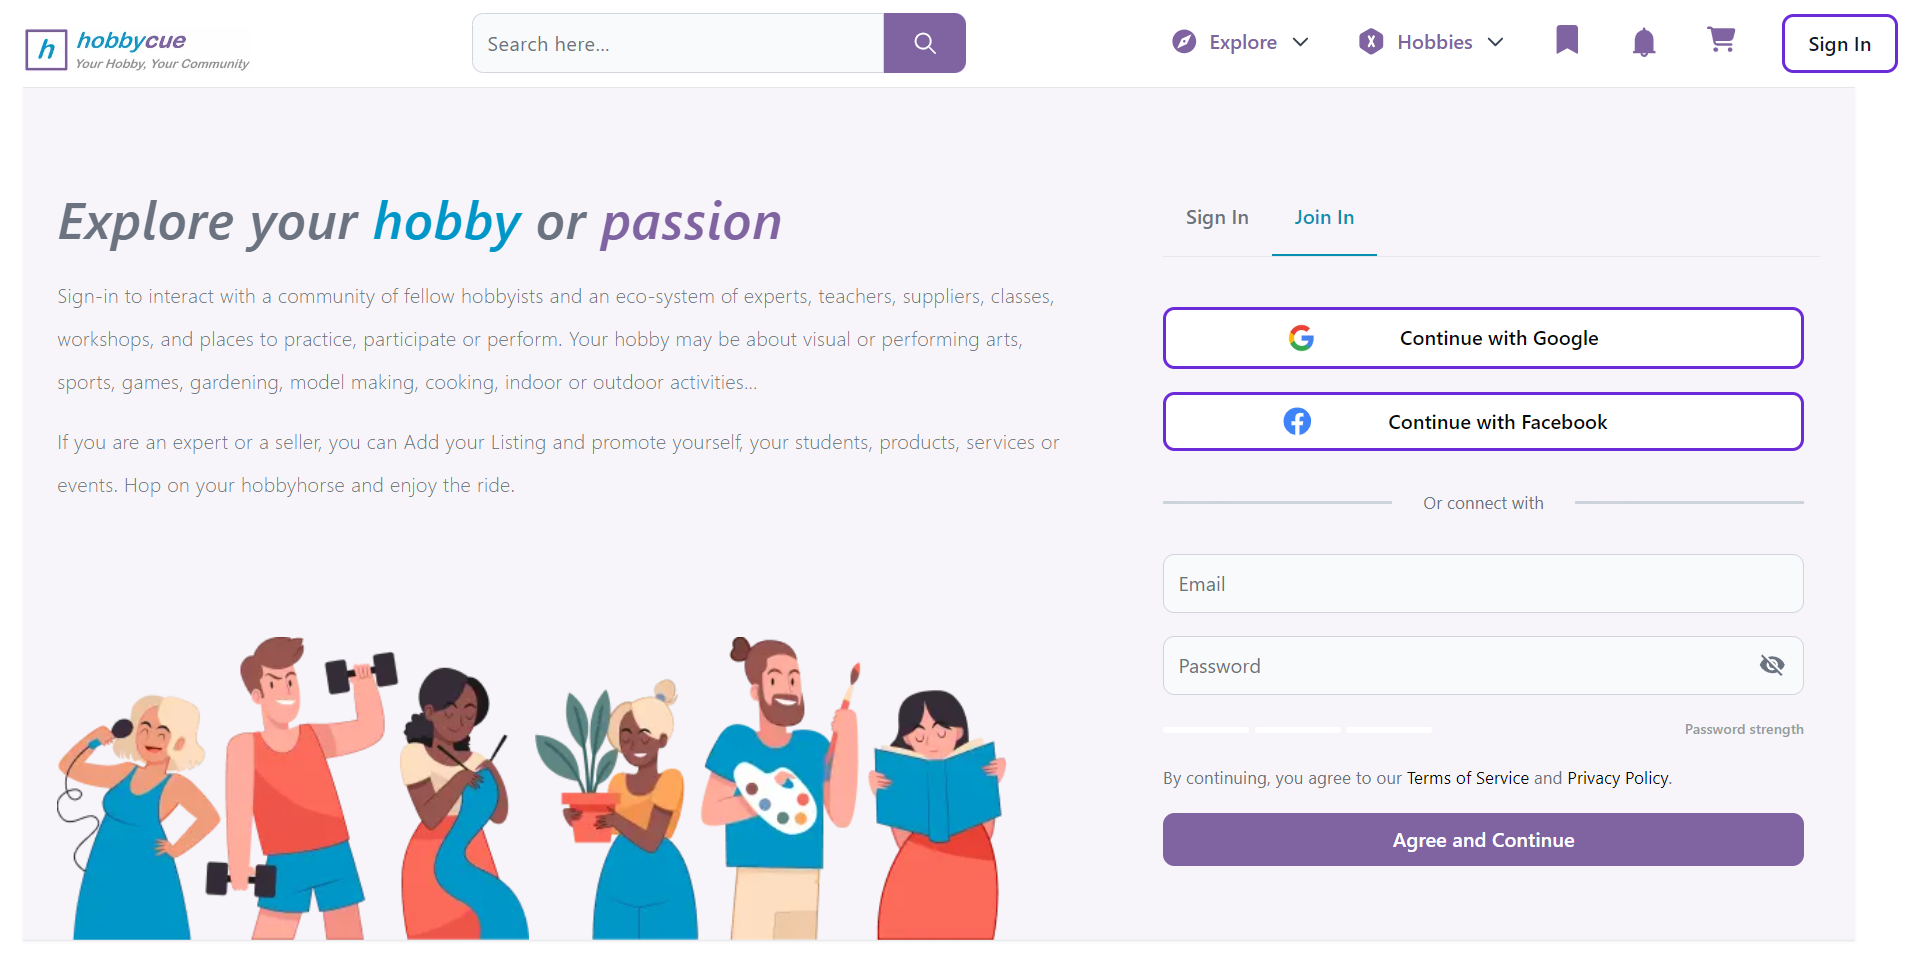 h
hobbycue
Your Hobby, Your Community
Search here...
Explore
Hobbies
Sign In
Explore your hobby or passion
Sign-in to interact with a community of fellow hobbyists and an eco-system of experts, teachers, suppliers, classes,
workshops, and places to practice, participate or perform. Your hobby may be about visual or performing arts,
sports, games, gardening, model making, cooking, indoor or outdoor activities...
If you are an expert or a seller, you can Add your Listing and promote yourself, your students, products, services or
events. Hop on your hobbyhorse and enjoy the ride.
Sign In
Join In
Continue with Google
Continue with Facebook
Or connect with
Email
Password
Password strength
By continuing, you agree to our Terms of Service and Privacy Policy.
Agree and Continue